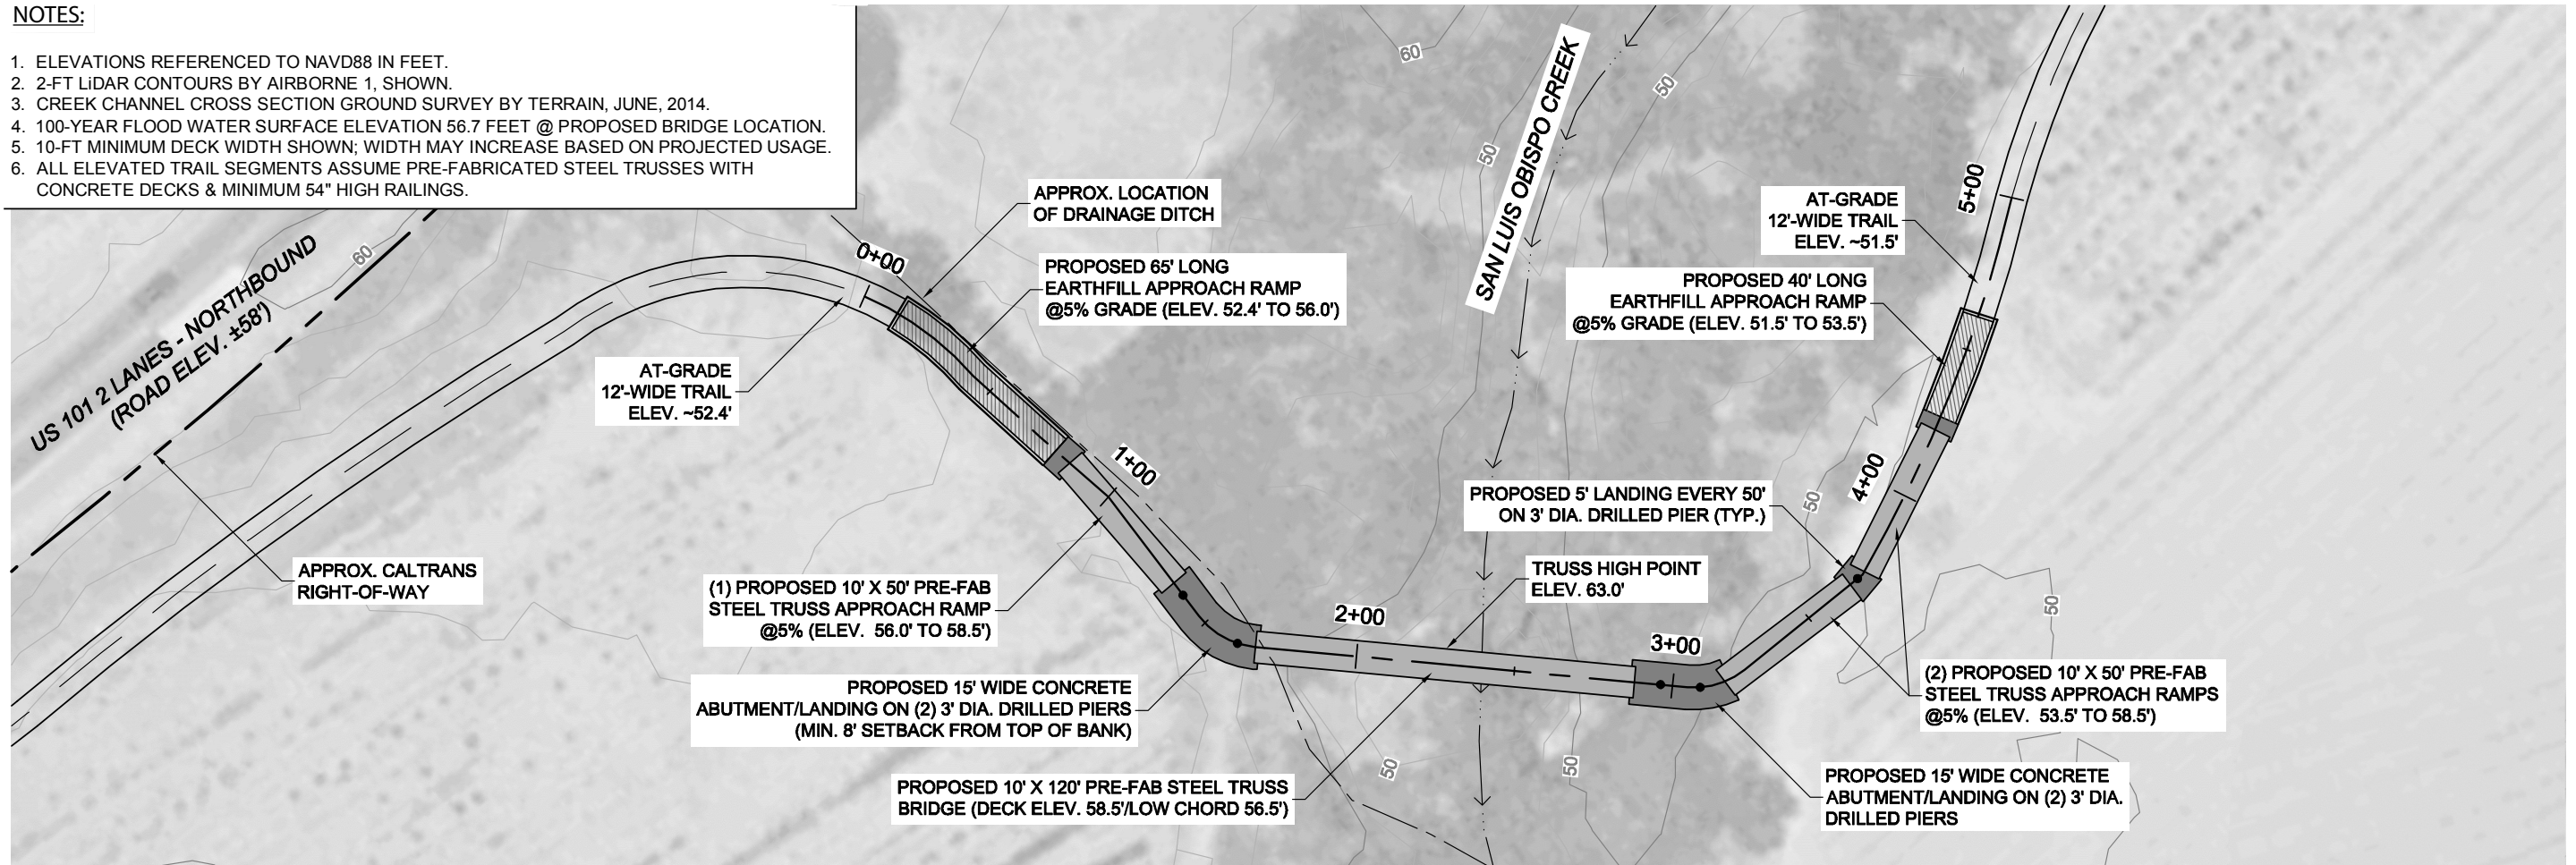 NOTES:
1. ELEVATIONS REFERENCED TO NAVD88 IN FEET.
2. 2-FT LiDAR CONTOURS BY AIRBORNE 1, SHOWN.
3. CREEK CHANNEL CROSS SECTION GROUND SURVEY BY TERRAIN, JUNE, 2014.
4. 100-YEAR FLOOD WATER SURFACE ELEVATION 56.7 FEET @ PROPOSED BRIDGE LOCATION.
5. 10-FT MINIMUM DECK WIDTH SHOWN; WIDTH MAY INCREASE BASED ON PROJECTED USAGE.
6. ALL ELEVATED TRAIL SEGMENTS ASSUME PRE-FABRICATED STEEL TRUSSES WITH
CONCRETE DECKS & MINIMUM 54" HIGH RAILINGS.
US 101 2 LANES - NORTHBOUND
(ROAD ELEV. ±58')
60
APPROX. CALTRANS
RIGHT-OF-WAY
AT-GRADE
12'-WIDE TRAIL
ELEV. ~52.4'
0+00
APPROX. LOCATION
OF DRAINAGE DITCH
PROPOSED 65' LONG
EARTHFILL APPROACH RAMP
@5% GRADE (ELEV. 52.4' TO 56.0')
1+00
(1) PROPOSED 10' X 50' PRE-FAB
STEEL TRUSS APPROACH RAMP
@5% (ELEV. 56.0' TO 58.5')
PROPOSED 15' WIDE CONCRETE
ABUTMENT/LANDING ON (2) 3' DIA. DRILLED PIERS
(MIN. 8' SETBACK FROM TOP OF BANK)
PROPOSED 10' X 120' PRE-FAB STEEL TRUSS
BRIDGE (DECK ELEV. 58.5'/LOW CHORD 56.5')
2+00
60
50
SAN LUIS OBISPO CREEK
50
TRUSS HIGH POINT
ELEV. 63.0'
3+00
50
50
PROPOSED 5' LANDING EVERY 50'
ON 3' DIA. DRILLED PIER (TYP.)
50
4+00
PROPOSED 40' LONG
EARTHFILL APPROACH RAMP
@5% GRADE (ELEV. 51.5' TO 53.5')
AT-GRADE
12'-WIDE TRAIL
ELEV. ~51.5'
5+00
50
(2) PROPOSED 10' X 50' PRE-FAB
STEEL TRUSS APPROACH RAMPS
@5% (ELEV. 53.5' TO 58.5')
PROPOSED 15' WIDE CONCRETE
ABUTMENT/LANDING ON (2) 3' DIA.
DRILLED PIERS